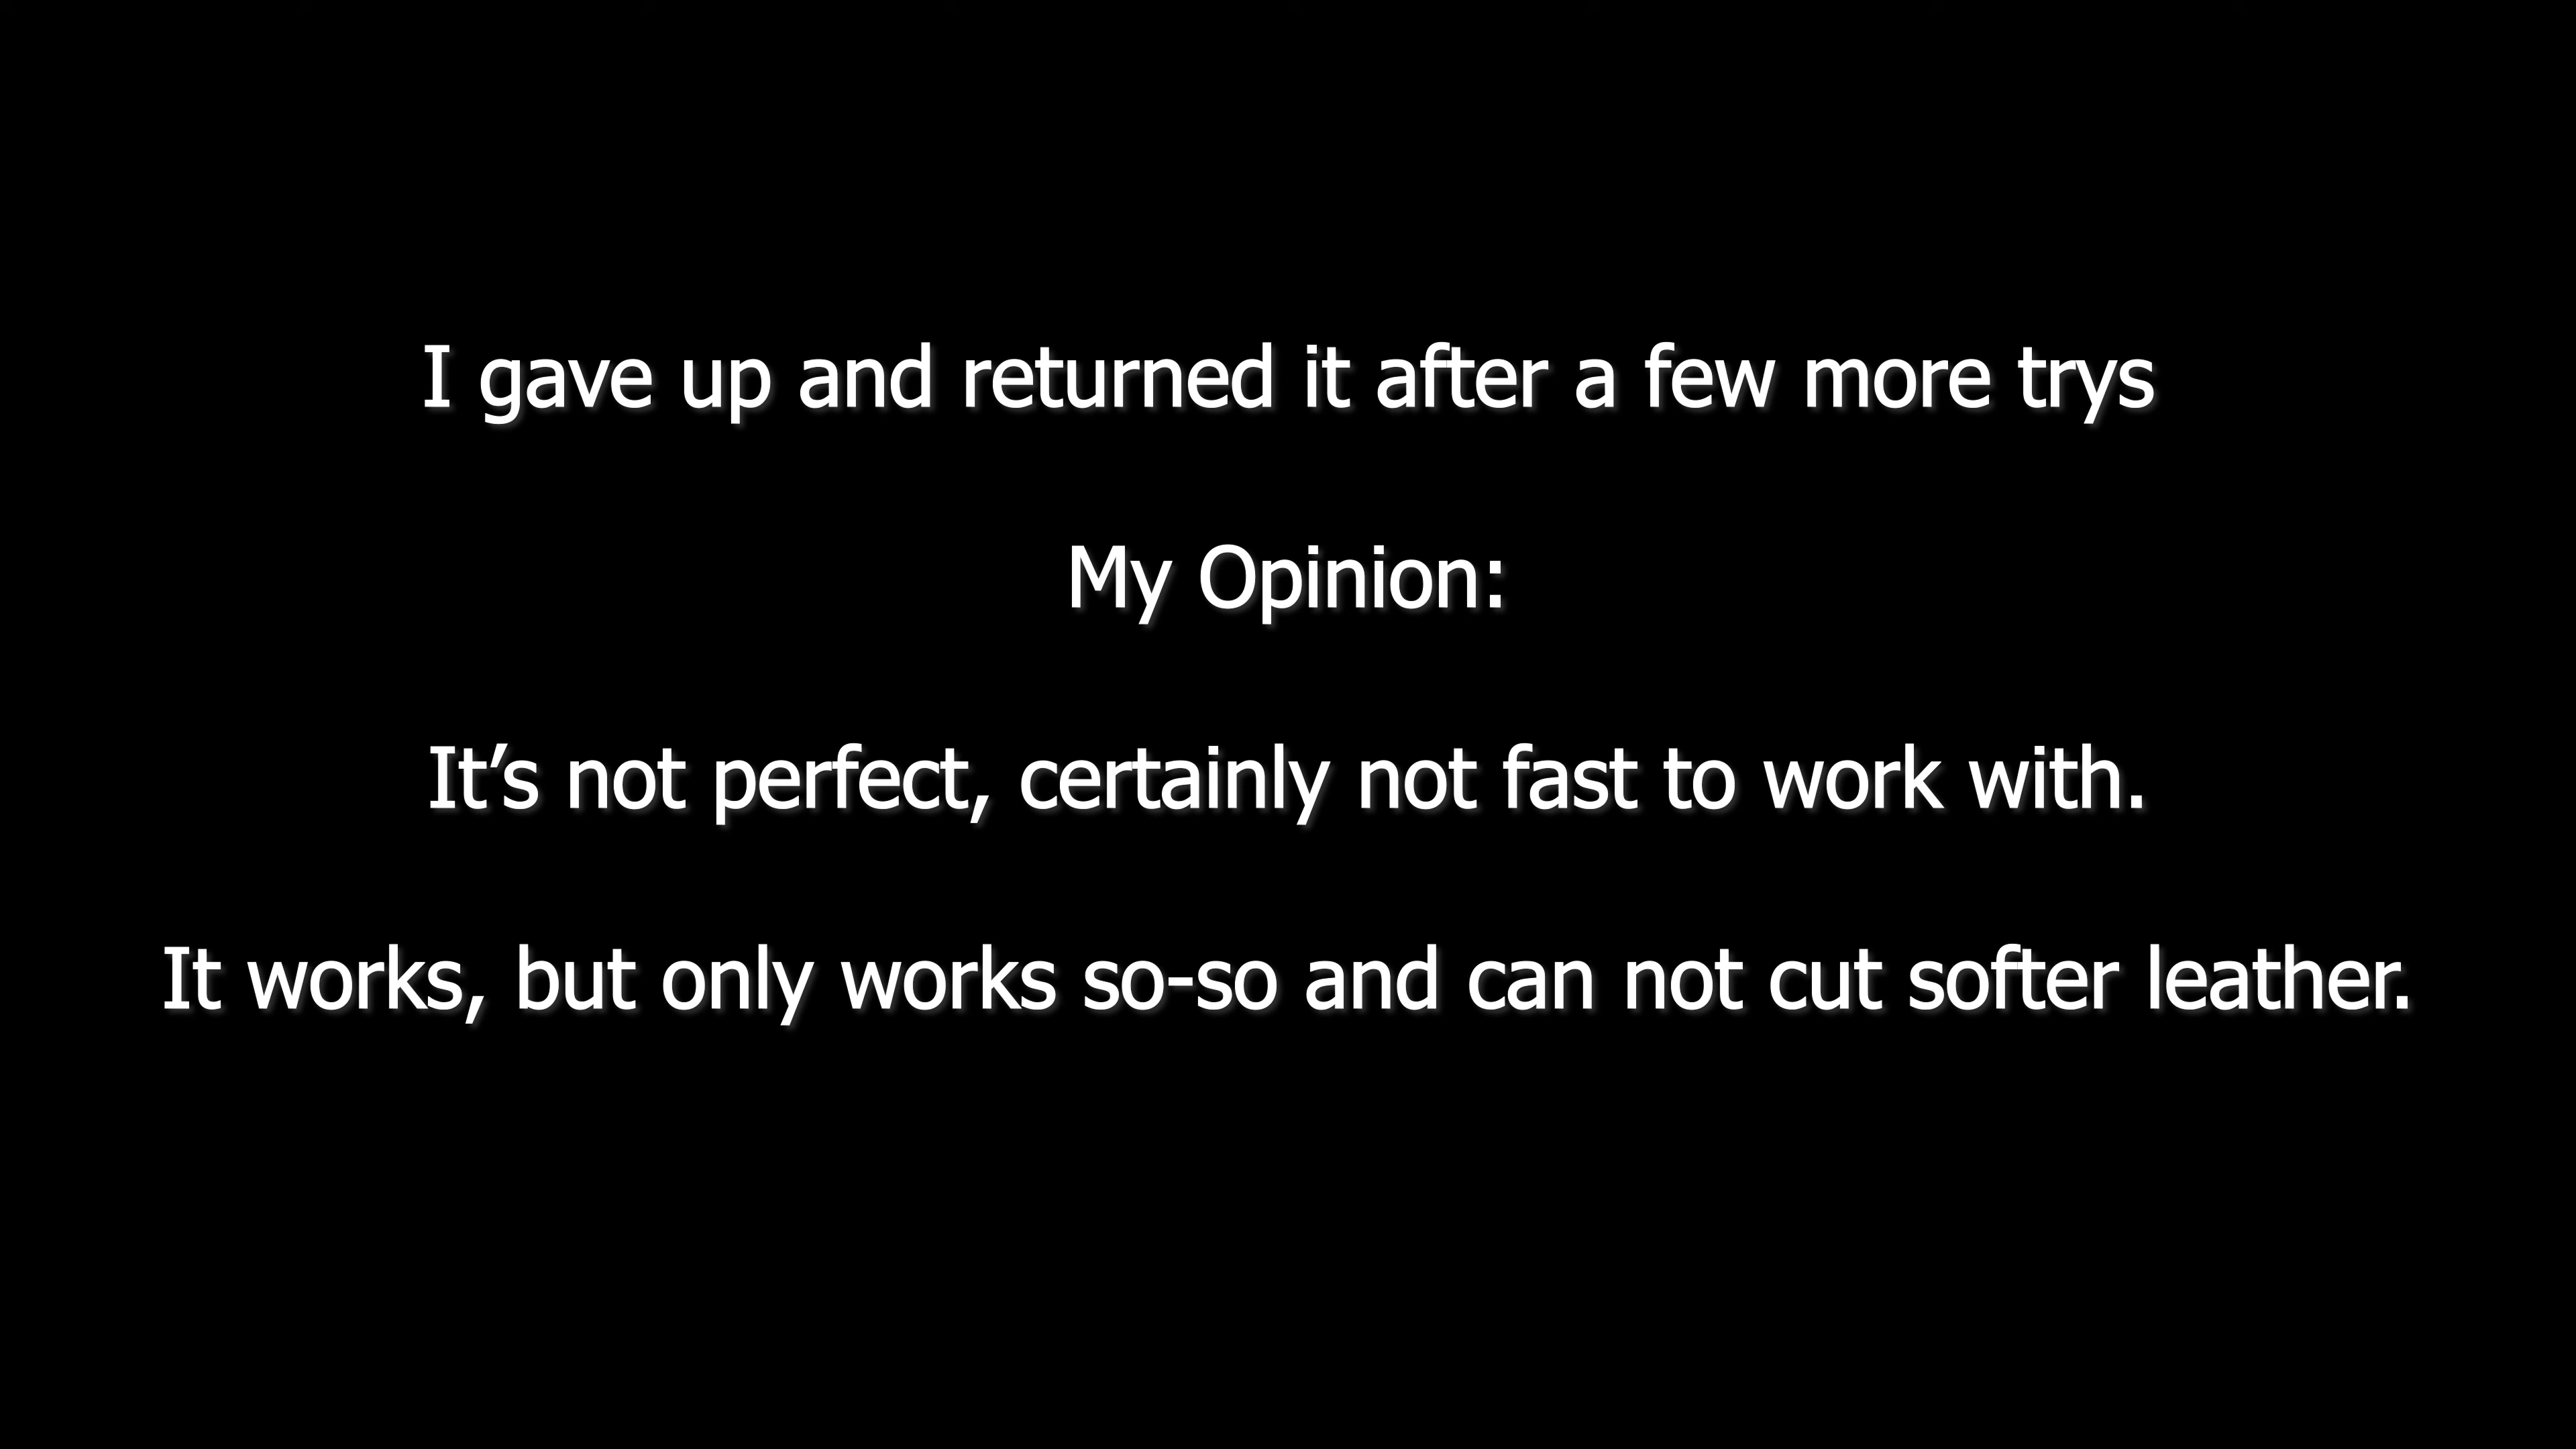 I gave up and returned it after a few more trys
My Opinion:
It’s not perfect, certainly not fast to work with.
It works, but only works so-so and can not cut softer leather.